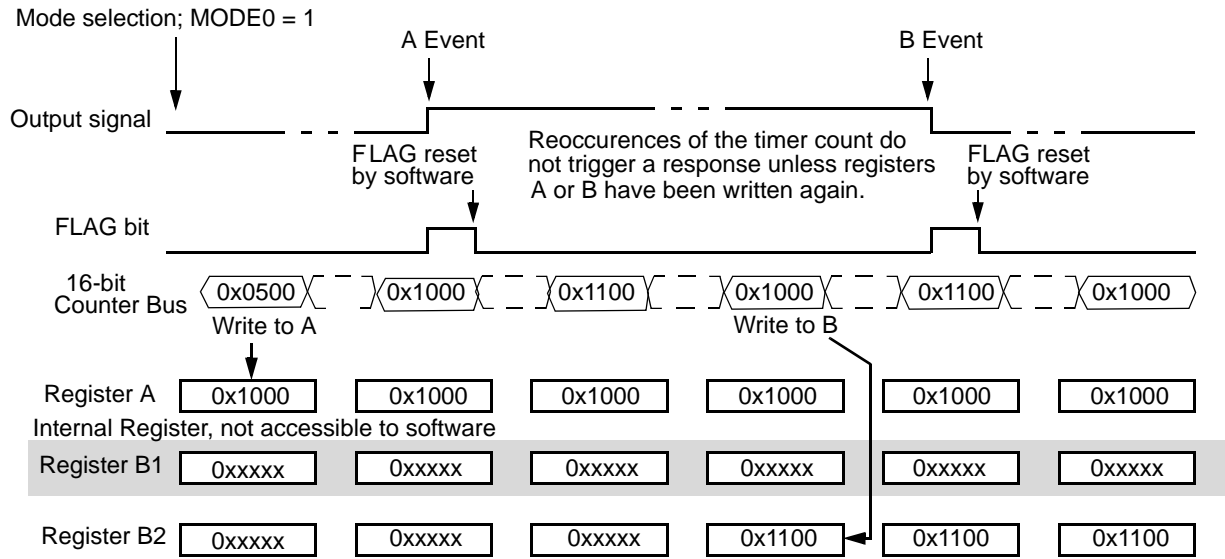 Mode selection; MODE0 = 1
A Event
B Event
Output signal
Reoccurences of the timer count do
not trigger a response unless registers
A or B have been written again.
FLAG reset
by software
FLAG reset
by software
FLAG bit
16-bit
Counter Bus
0x0500
0x1000
0x1100
0x1000
0x1100
0x1000
Write to A
Write to B
Register A
0x1000
0x1000
0x1000
0x1000
0x1000
0x1000
Internal Register, not accessible to software
Register B1
0xxxxx
0xxxxx
0xxxxx
0xxxxx
0xxxxx
0xxxxx
Register B2
0xxxxx
0xxxxx
0xxxxx
0x1100
0x1100
0x1100